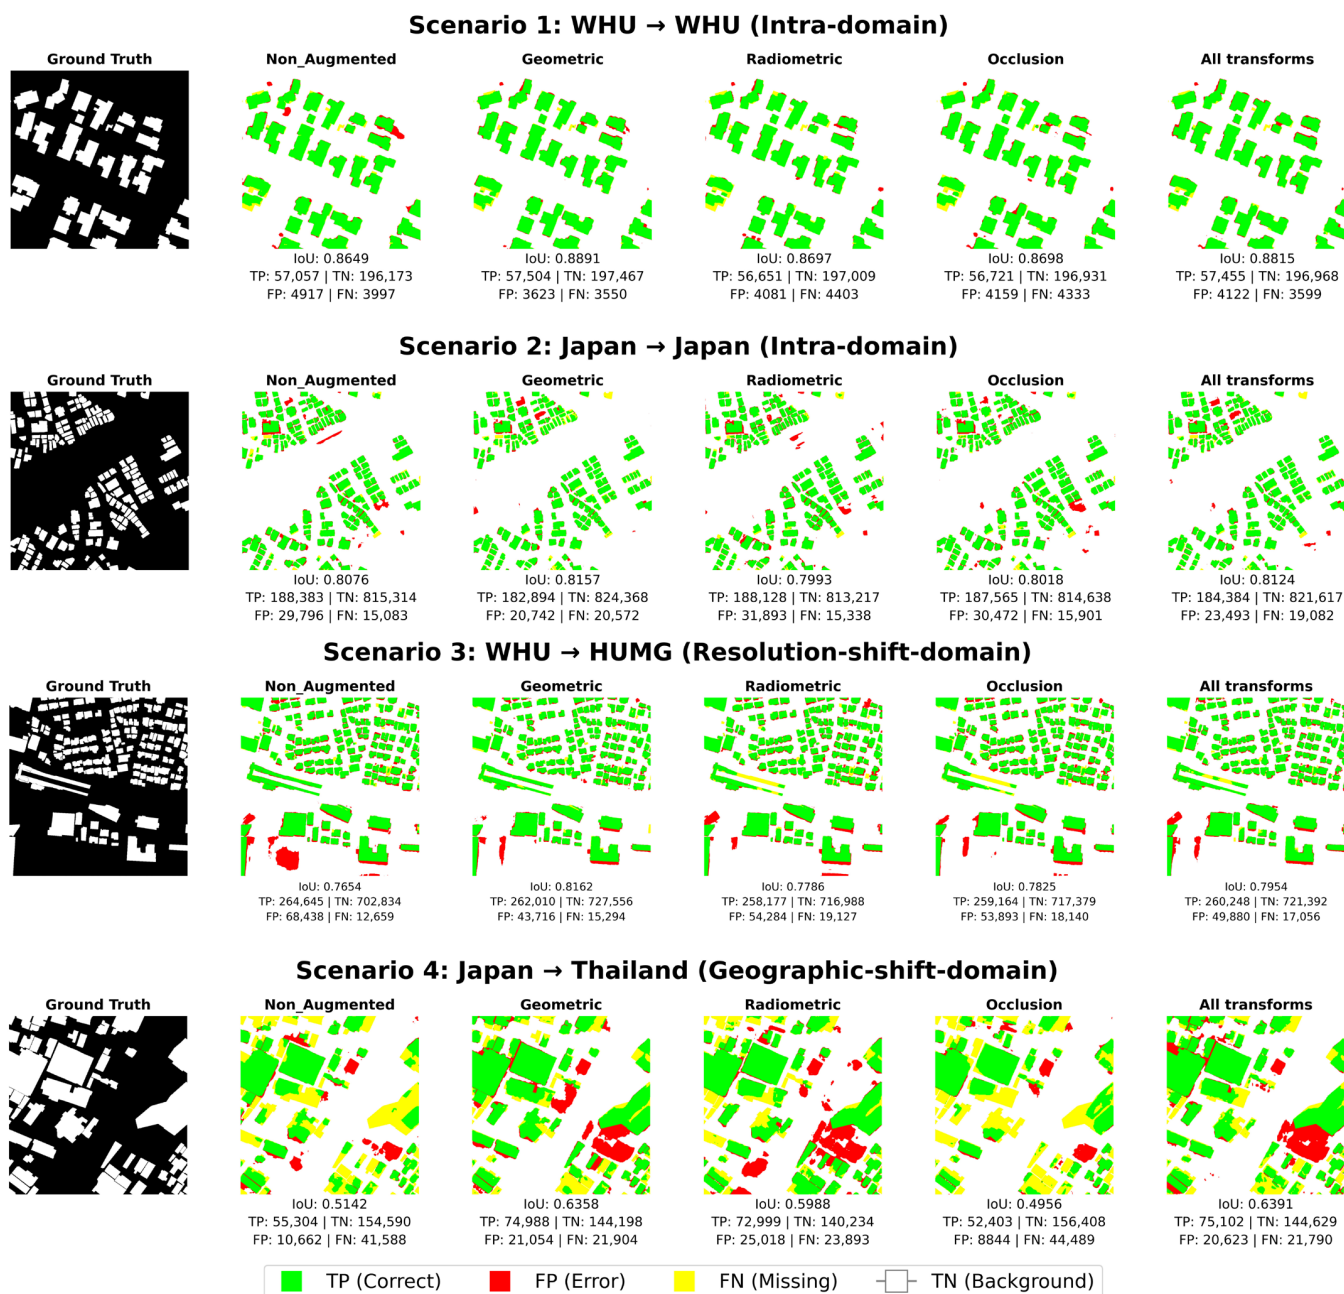 Scenario 1: WHU → WHU (Intra-domain)
Ground Truth Non_Augmented Geometric Radiometric Occlusion All transforms
IoU: 0.8649 IoU: 0.8891 IoU: 0.8697 IoU: 0.8698 IoU: 0.8815
TP: 57,057 | TN: 196,173 TP: 57,504 | TN: 197,467 TP: 56,651 | TN: 197,009 TP: 56,721 | TN: 196,931 TP: 57,455 | TN: 196,968
FP: 4917 | FN: 3997 FP: 3623 | FN: 3550 FP: 4081 | FN: 4403 FP: 4159 | FN: 4333 FP: 4122 | FN: 3599
Scenario 2: Japan → Japan (Intra-domain)
Ground Truth Non_Augmented Geometric Radiometric Occlusion All transforms
IoU: 0.8076 IoU: 0.8157 IoU: 0.7993 IoU: 0.8018 IoU: 0.8124
TP: 188,383 | TN: 815,314 TP: 182,894 | TN: 824,368 TP: 188,128 | TN: 813,217 TP: 187,565 | TN: 814,638 TP: 184,384 | TN: 821,617
FP: 29,796 | FN: 15,083 FP: 20,742 | FN: 20,572 FP: 31,893 | FN: 15,338 FP: 30,472 | FN: 15,901 FP: 23,493 | FN: 19,082
Scenario 3: WHU → HUMG (Resolution-shift-domain)
Ground Truth Non_Augmented Geometric Radiometric Occlusion All transforms
IoU: 0.7654 IoU: 0.8162 IoU: 0.7786 IoU: 0.7825 IoU: 0.7954
TP: 264,645 | TN: 702,834 TP: 262,010 | TN: 727,556 TP: 258,177 | TN: 716,988 TP: 259,164 | TN: 717,379 TP: 260,248 | TN: 721,392
FP: 68,438 | FN: 12,659 FP: 43,716 | FN: 15,294 FP: 54,284 | FN: 19,127 FP: 53,893 | FN: 18,140 FP: 49,880 | FN: 17,056
Scenario 4: Japan → Thailand (Geographic-shift-domain)
Ground Truth Non_Augmented Geometric Radiometric Occlusion All transforms
IoU: 0.5142 IoU: 0.6358 IoU: 0.5988 IoU: 0.4956 IoU: 0.6391
TP: 55,304 | TN: 154,590 TP: 74,988 | TN: 144,198 TP: 72,999 | TN: 140,234 TP: 52,403 | TN: 156,408 TP: 75,102 | TN: 144,629
FP: 10,662 | FN: 41,588 FP: 21,054 | FN: 21,904 FP: 25,018 | FN: 23,893 FP: 8844 | FN: 44,489 FP: 20,623 | FN: 21,790
TP (Correct) FP (Error) FN (Missing) TN (Background)